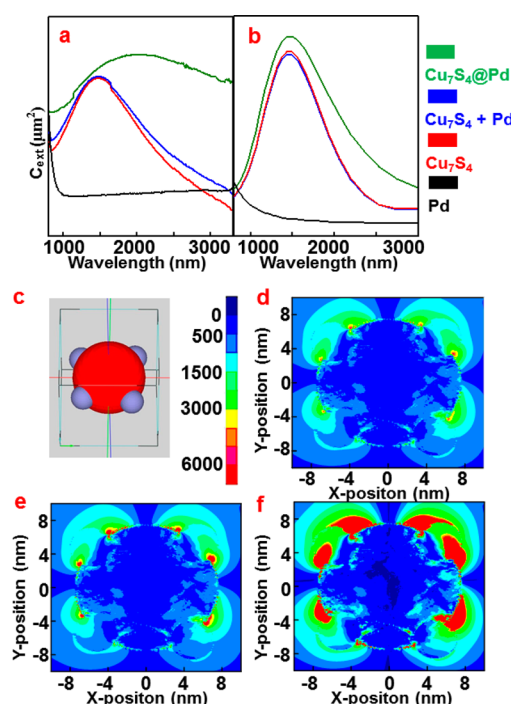 a
b
C_ext (μm²)
1000 2000 3000
1000 2000 3000
Wavelength (nm)
Wavelength (nm)
Cu₇S₄@Pd
Cu₇S₄ + Pd
Cu₇S₄
Pd
c
0
500
1500
3000
6000
d
Y-position (nm)
8
4
0
-4
-8
-8 -4 0 4 8
X-positon (nm)
e
Y-position (nm)
8
4
0
-4
-8
-8 -4 0 4 8
X-positon (nm)
f
Y-position (nm)
8
4
0
-4
-8
-8 -4 0 4 8
X-positon (nm)